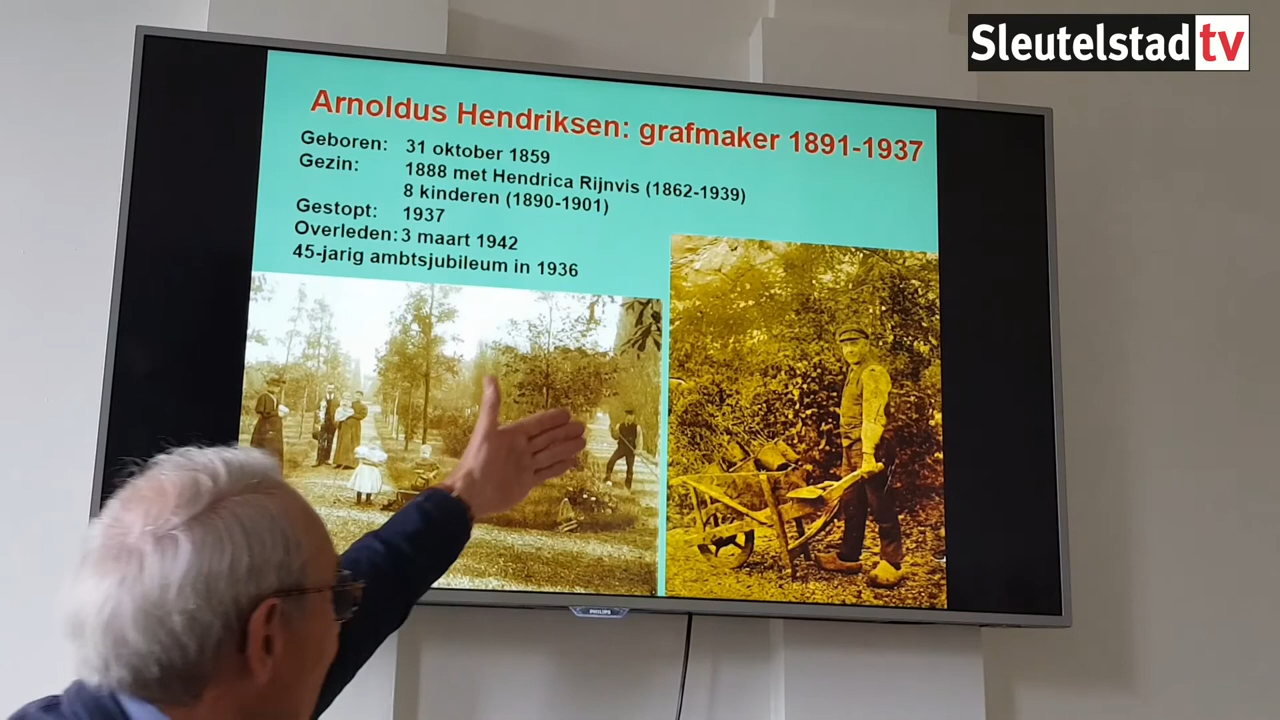 Sleutelstad tv
Arnoldus Hendriksen: grafmaker 1891-1937
Geboren: 31 oktober 1859
Gezin: 1888 met Hendrica Rijnvis (1862-1939)
8 kinderen (1890-1901)
Gestopt: 1937
Overleden: 3 maart 1942
45-jarig ambtsjubileum in 1936
PHILIPS